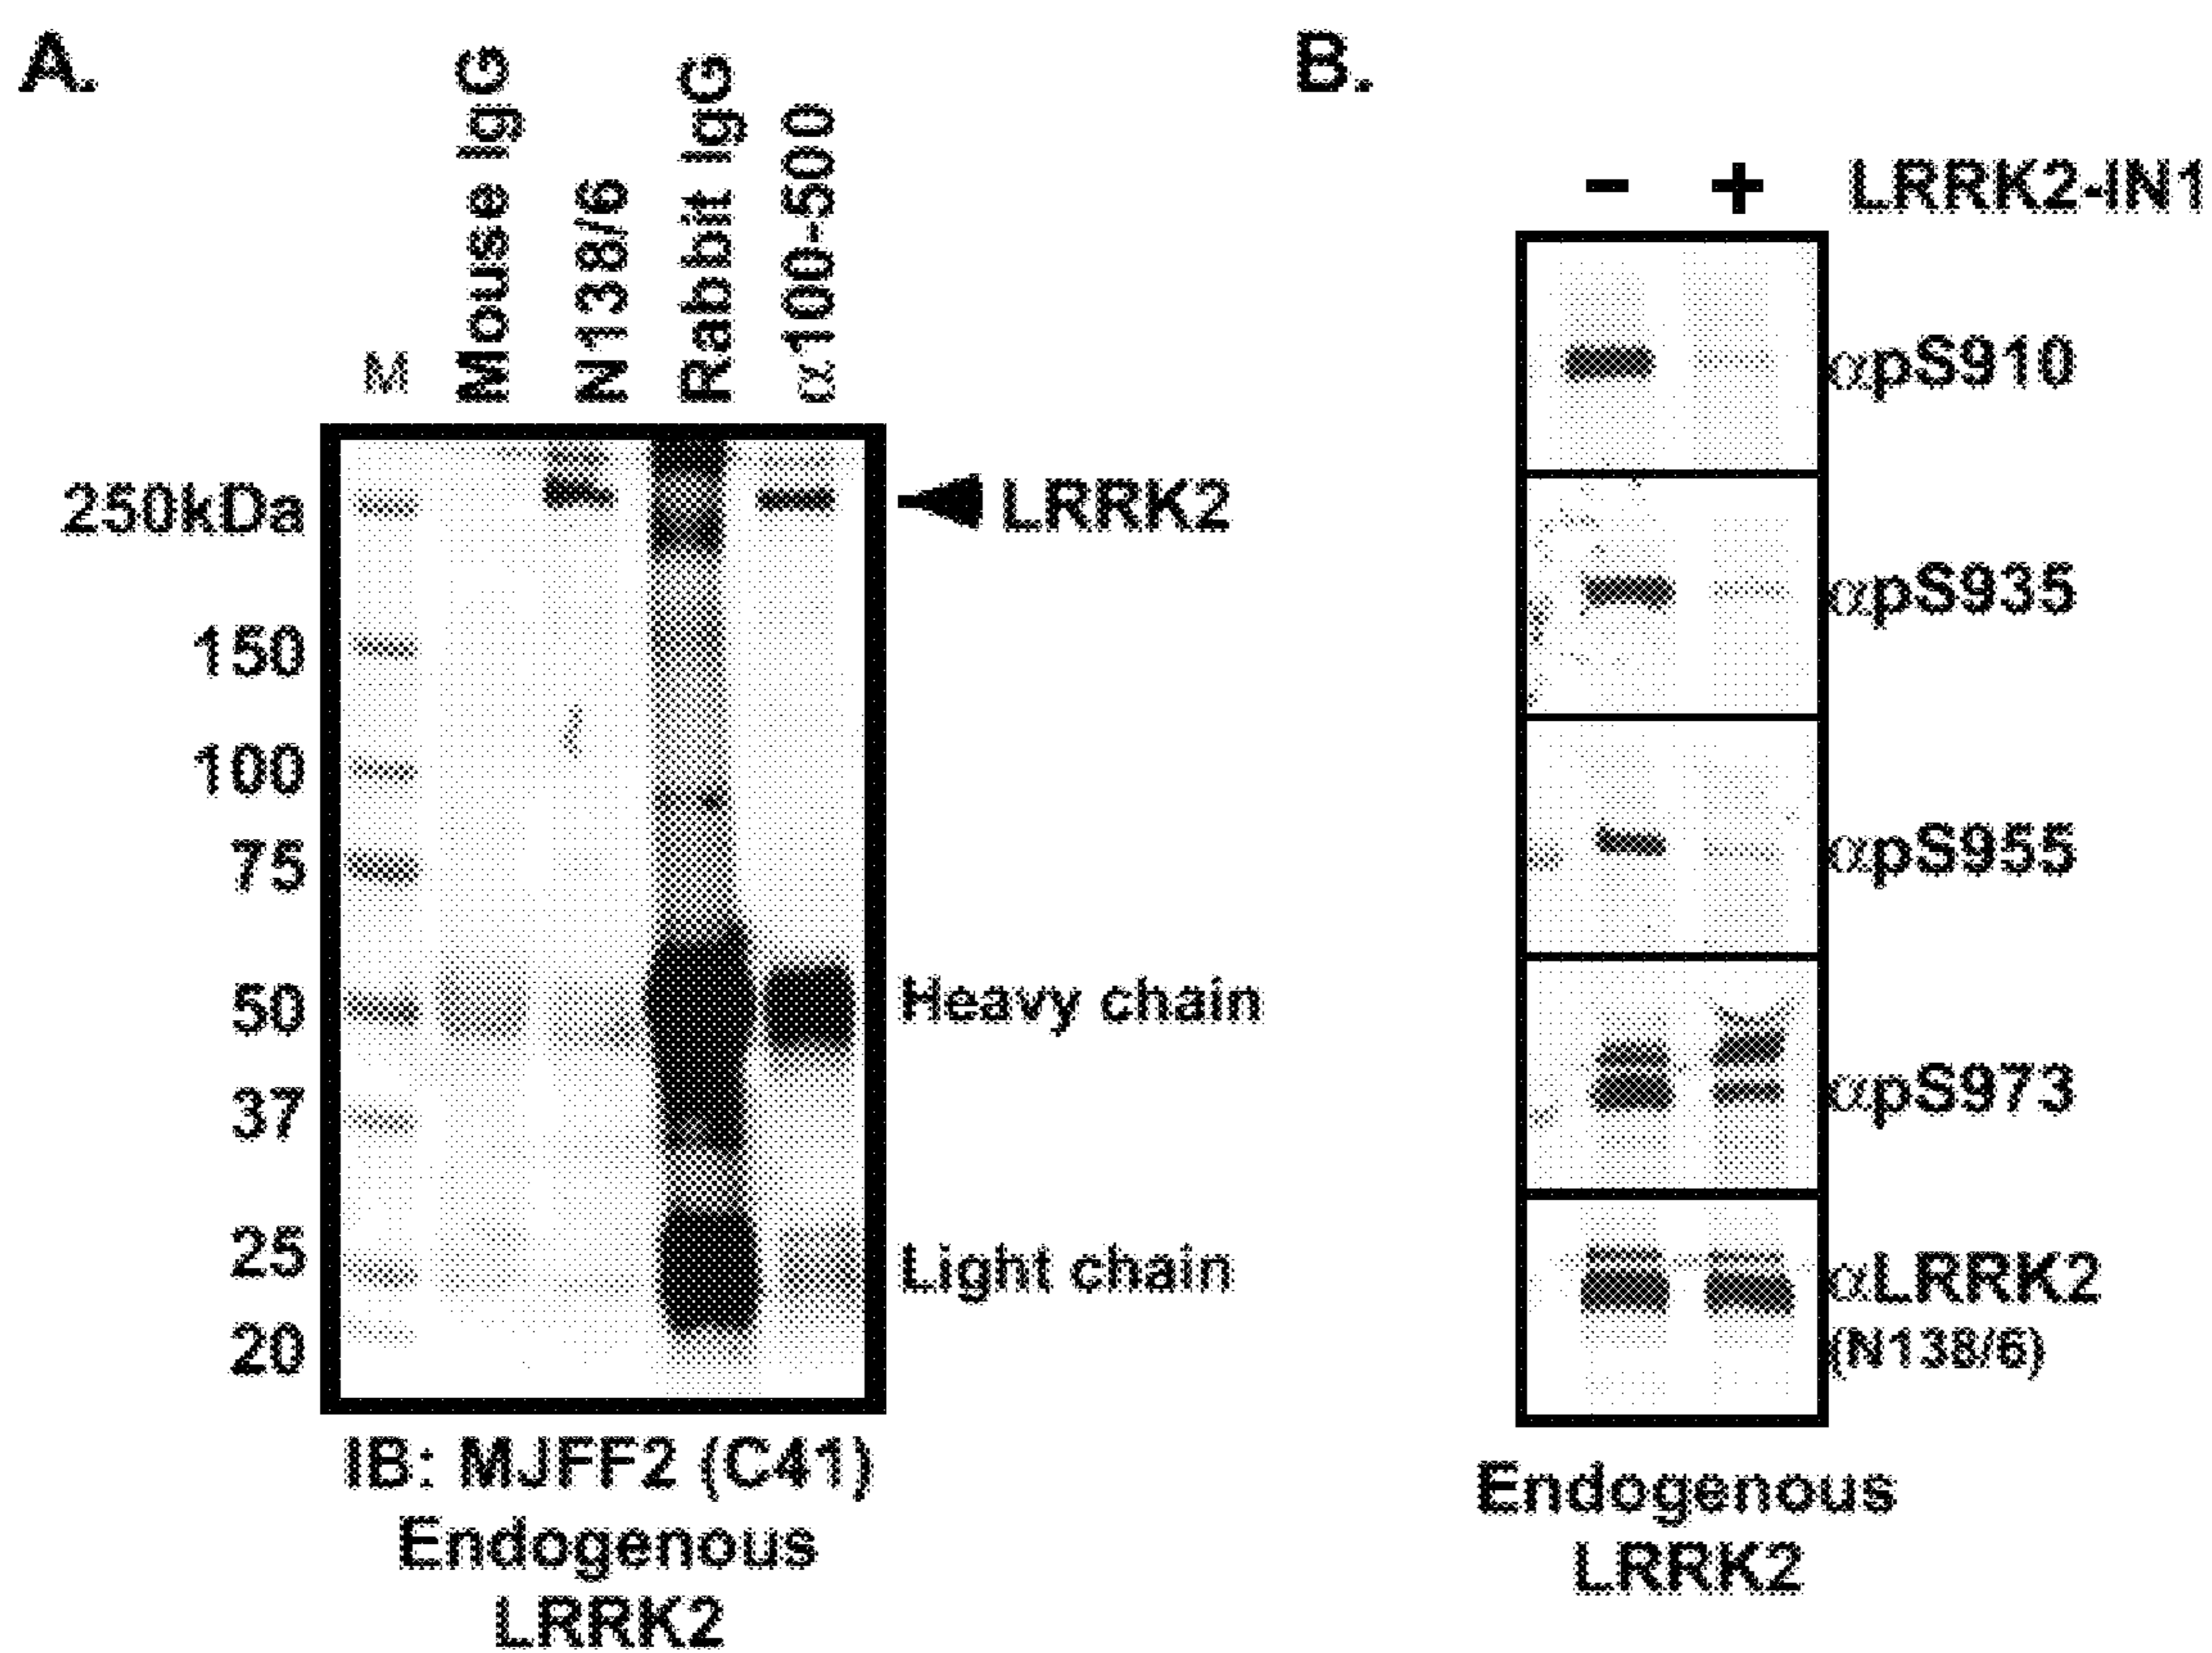 A.
M
Mouse IgG
N138/6
Rabbit IgG
α100-500
250kDa
150
100
75
50
37
25
20
LRRK2
Heavy chain
Light chain
IB: MJFF2 (C41)
Endogenous
LRRK2
B.
- + LRRK2-IN1
αpS910
αpS935
αpS955
αpS973
αLRRK2
(N138/6)
Endogenous
LRRK2